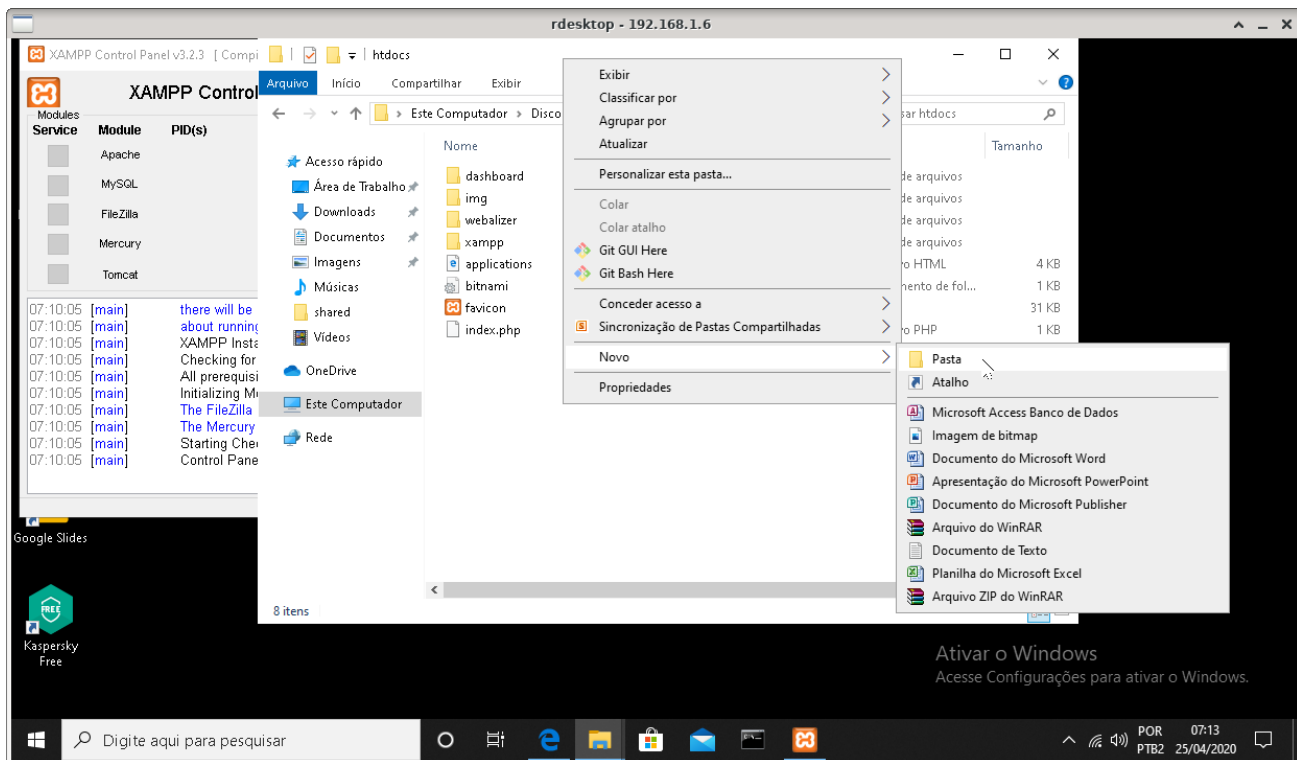 rdesktop - 192.168.1.6
XAMPP Control Panel v3.2.3 [ Compi
XAMPP Control
Modules
Service Module PID(s)
Apache
MySQL
FileZilla
Mercury
Tomcat
07:10:05 [main] there will be
07:10:05 [main] about running
07:10:05 [main] XAMPP Insta
07:10:05 [main] Checking for
07:10:05 [main] All prerequisi
07:10:05 [main] Initializing Mo
07:10:05 [main] The FileZilla
07:10:05 [main] The Mercury
07:10:05 [main] Starting Chec
07:10:05 [main] Control Pane
htdocs
Arquivo Início Compartilhar Exibir
Este Computador > Disco
sar htdocs
Acesso rápido
Área de Trabalho
Downloads
Documentos
Imagens
Músicas
shared
Vídeos
OneDrive
Este Computador
Rede
Nome
Tamanho
dashboard
de arquivos
img
de arquivos
webalizer
de arquivos
xampp
de arquivos
applications
vo HTML 4 KB
bitnami
mento de fol... 1 KB
favicon
31 KB
index.php
vo PHP 1 KB
8 itens
Exibir
Classificar por
Agrupar por
Atualizar
Personalizar esta pasta...
Colar
Colar atalho
Git GUI Here
Git Bash Here
Conceder acesso a
Sincronização de Pastas Compartilhadas
Novo
Propriedades
Pasta
Atalho
Microsoft Access Banco de Dados
Imagem de bitmap
Documento do Microsoft Word
Apresentação do Microsoft PowerPoint
Documento do Microsoft Publisher
Arquivo do WinRAR
Documento de Texto
Planilha do Microsoft Excel
Arquivo ZIP do WinRAR
Google Slides
FREE
Kaspersky
Free
Ativar o Windows
Acesse Configurações para ativar o Windows.
Digite aqui para pesquisar
POR
PTB2
07:13
25/04/2020